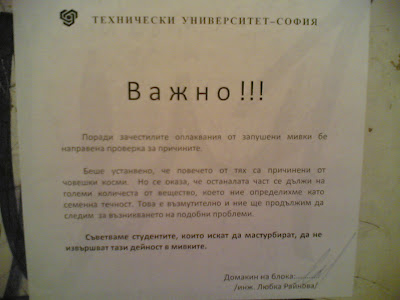 ТЕХНИЧЕСКИ УНИВЕРСИТЕТ–СОФИЯ
Важно!!!
Поради зачестилите оплаквания от запушени мивки бе
направена проверка за причините.
Беше установено, че повечето от тях са причинени от
човешки косми. Но се оказа, че останалата част се дължи на
големи количества от вещество, което ние определихме като
семенна течност. Това е възмутително и ние ще продължим да
следим за възникването на подобни проблеми.
Съветваме студентите, които искат да мастурбират, да не
извършват тази дейност в мивките.
Домакин на блока:
/инж. Любка